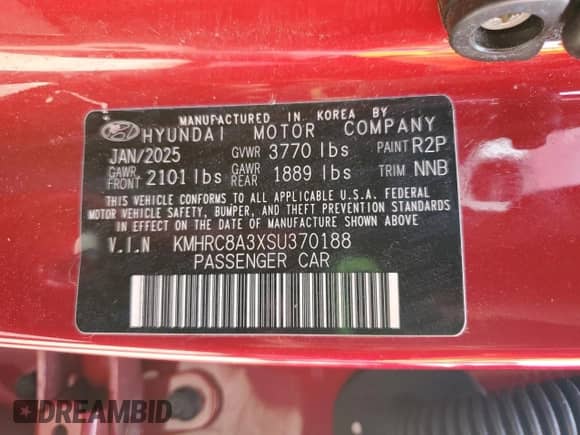 MANUFACTURED IN KOREA BY
HYUNDAI MOTOR COMPANY
JAN/2025 GVWR 3770 lbs PAINT R2P
GAWR FRONT 2101 lbs GAWR REAR 1889 lbs TRIM NNB
THIS VEHICLE CONFORMS TO ALL APPLICABLE U.S.A. FEDERAL
MOTOR VEHICLE SAFETY, BUMPER, AND THEFT PREVENTION STANDARDS
IN EFFECT ON THE DATE OF MANUFACTURE SHOWN ABOVE.
V.I.N KMHRC8A3XSU370188
PASSENGER CAR
DREAMBID